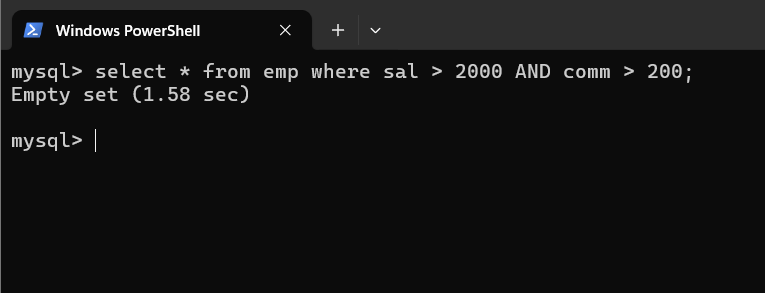 Windows PowerShell
mysql> select * from emp where sal > 2000 AND comm > 200;
Empty set (1.58 sec)
mysql>